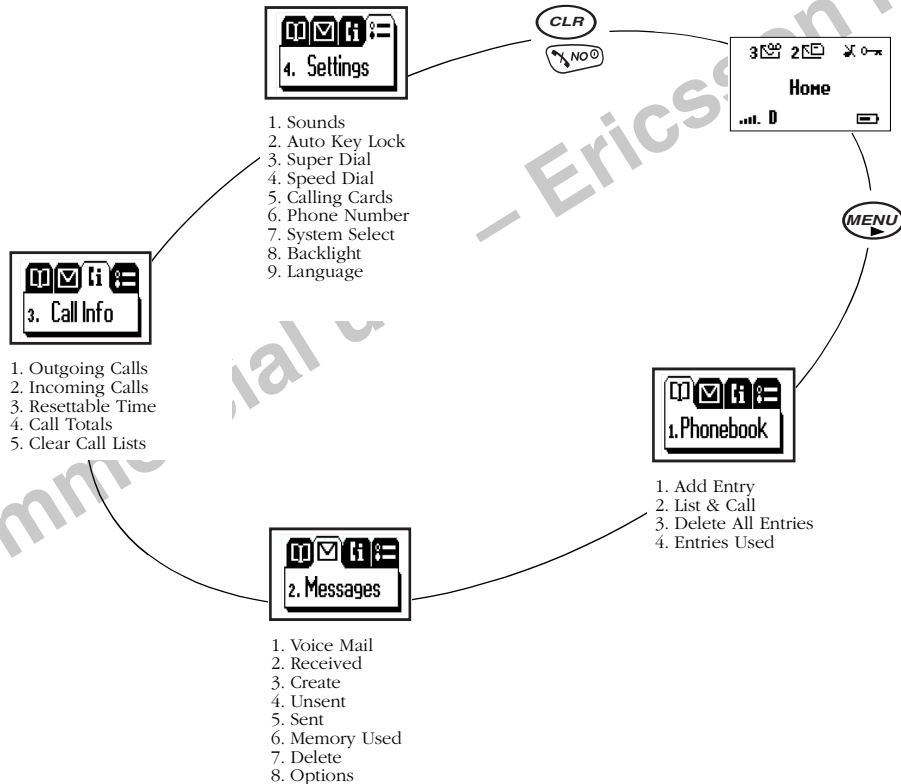 CLR
NO
4. Settings
1. Sounds
2. Auto Key Lock
3. Super Dial
4. Speed Dial
5. Calling Cards
6. Phone Number
7. System Select
8. Backlight
9. Language
3 2
Home
D
MENU
3. Call Info
1. Outgoing Calls
2. Incoming Calls
3. Resettable Time
4. Call Totals
5. Clear Call Lists
1. Phonebook
1. Add Entry
2. List & Call
3. Delete All Entries
4. Entries Used
2. Messages
1. Voice Mail
2. Received
3. Create
4. Unsent
5. Sent
6. Memory Used
7. Delete
8. Options